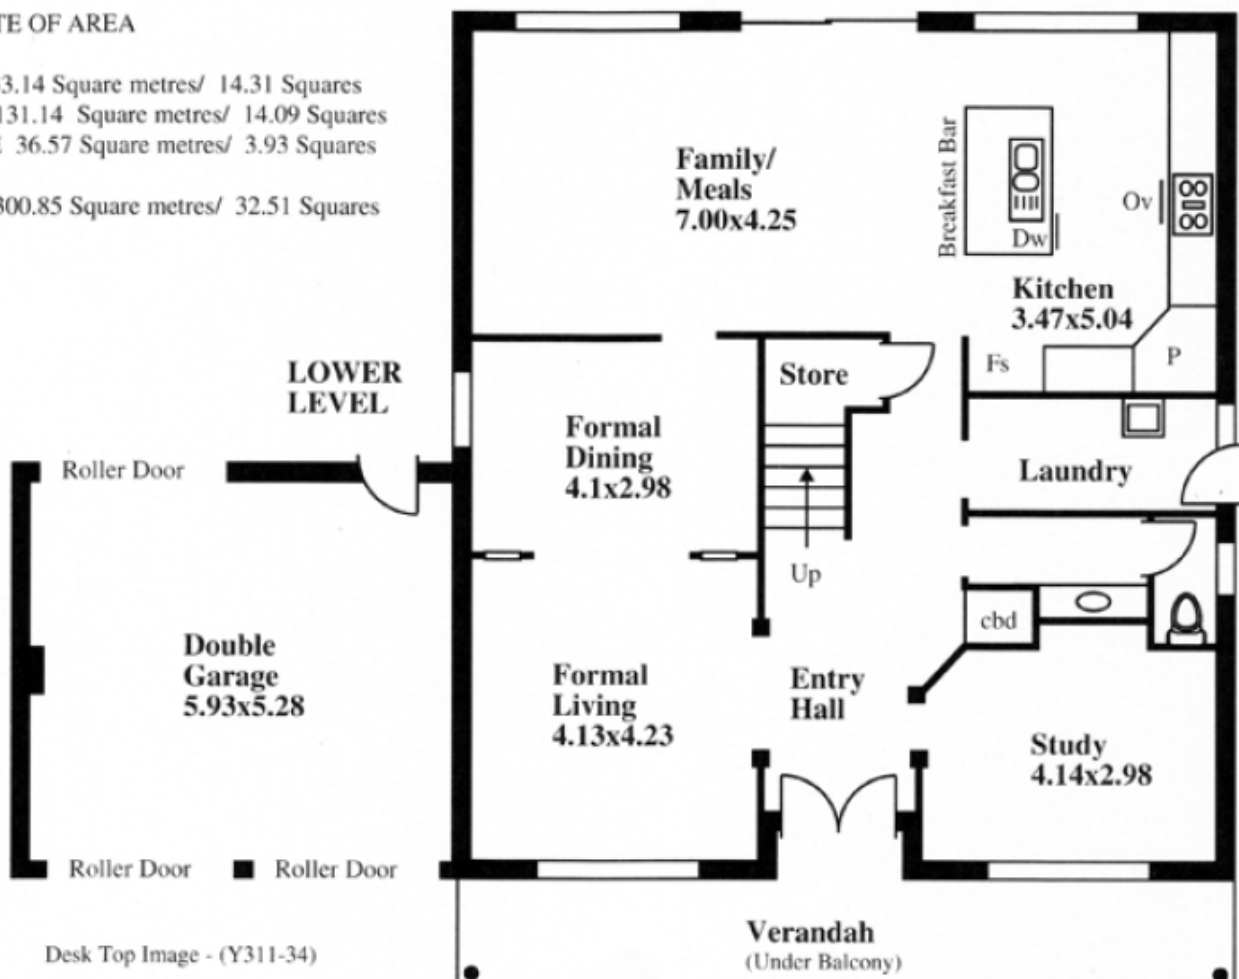 TE OF AREA
3.14 Square metres/ 14.31 Squares
131.14 Square metres/ 14.09 Squares
36.57 Square metres/ 3.93 Squares
300.85 Square metres/ 32.51 Squares
Family/
Meals
7.00x4.25
Breakfast Bar
Dw
Ov
Kitchen
3.47x5.04
Fs
P
LOWER
LEVEL
Store
Formal
Dining
4.1x2.98
Laundry
Roller Door
Up
cbd
Double
Garage
5.93x5.28
Formal
Living
4.13x4.23
Entry
Hall
Study
4.14x2.98
Roller Door
Roller Door
Verandah
(Under Balcony)
Desk Top Image - (Y311-34)